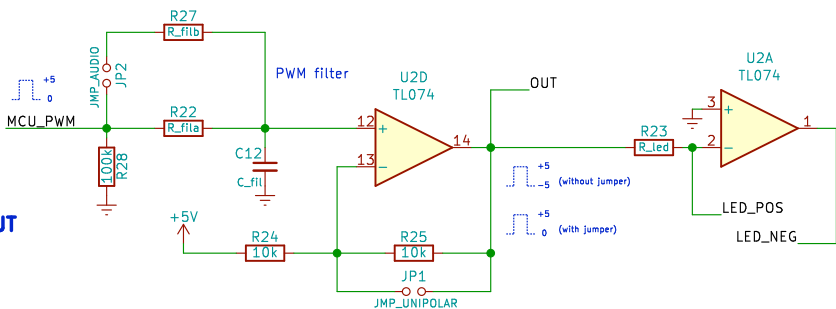 R27
R_filb
JMP_AUDIO
JP2
+5
0
MCU_PWM
R22
R_fila
PWM filter
100k
R28
C12
C_fil
U2D
TL074
12
+
13
−
14
OUT
+5V
R24
10k
R25
10k
JP1
JMP_UNIPOLAR
+5
-5
(without jumper)
+5
0
(with jumper)
R23
R_led
U2A
TL074
3
+
2
−
1
LED_POS
LED_NEG
UT